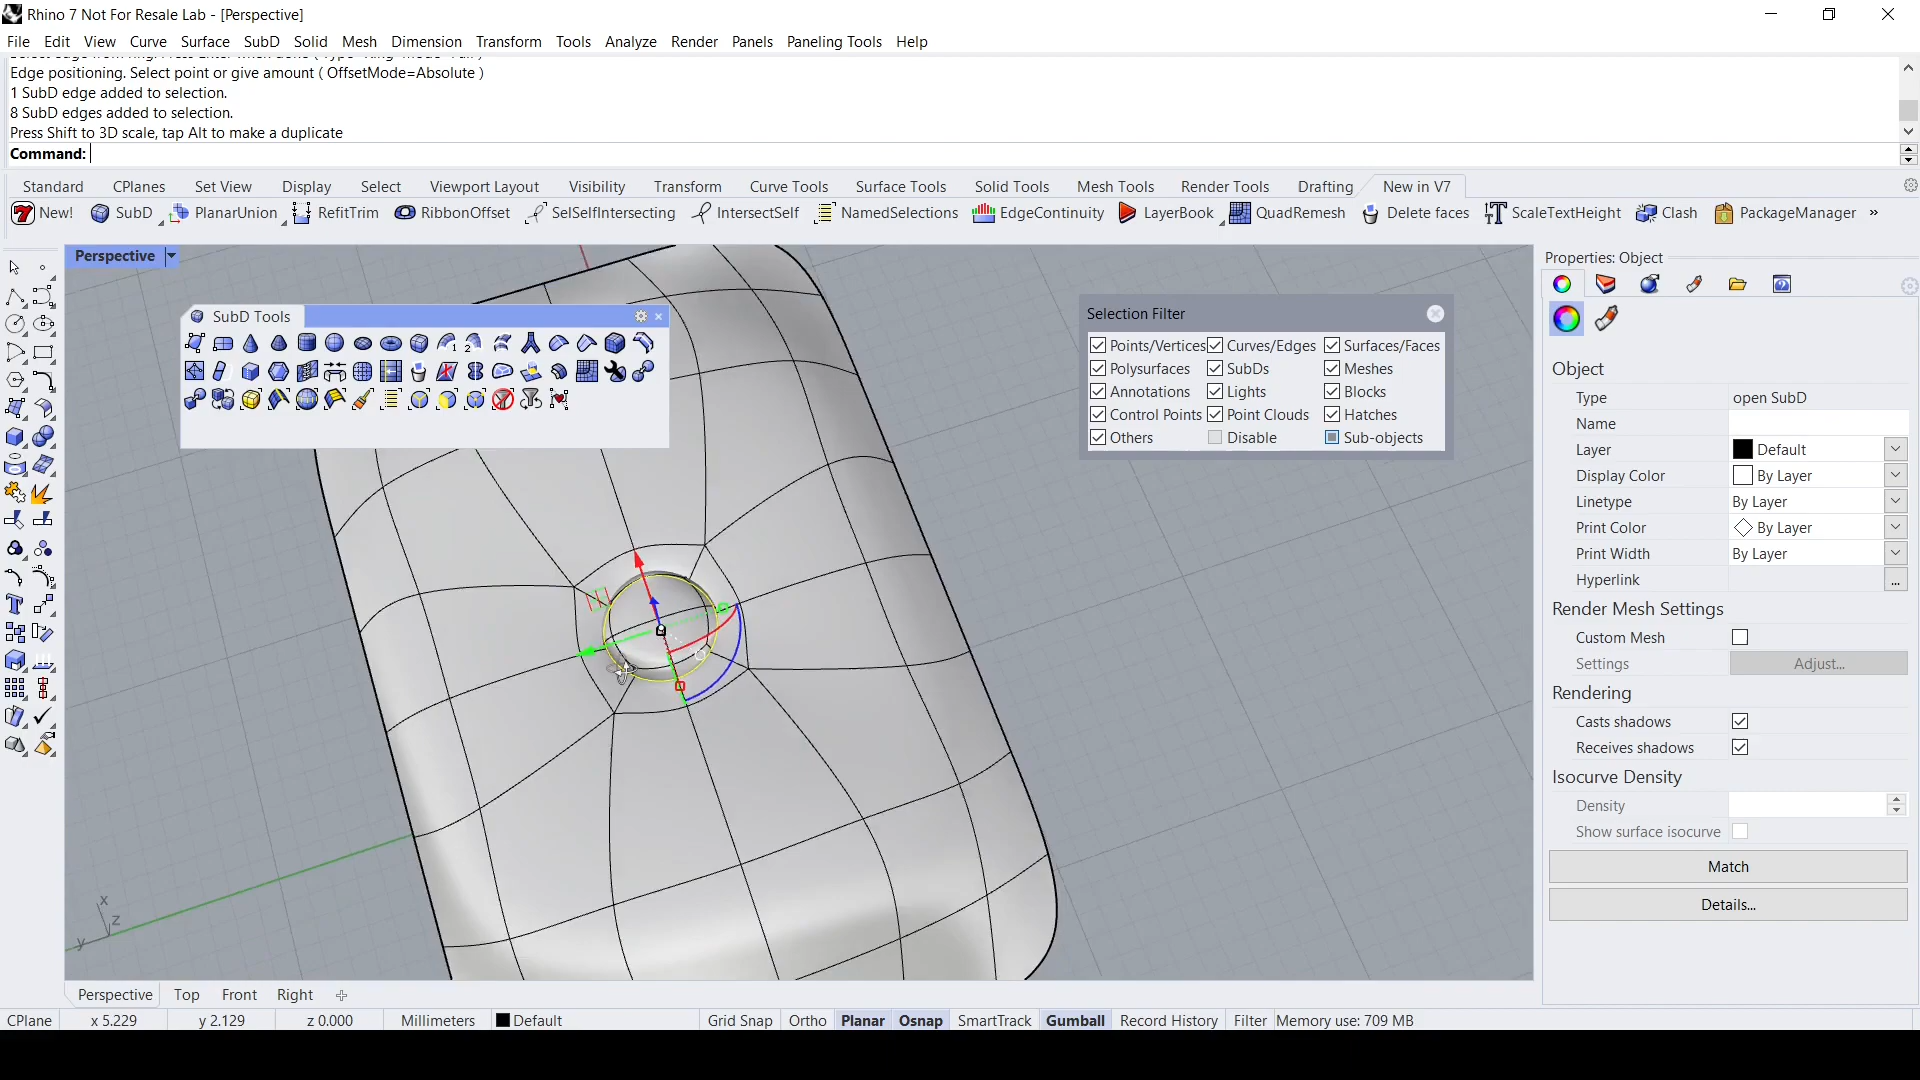 Rhino 7 Not For Resale Lab - [Perspective]
File Edit View Curve Surface SubD Solid Mesh Dimension Transform Tools Analyze Render Panels Paneling Tools Help
Edge positioning. Select point or give amount ( OffsetMode=Absolute )
1 SubD edge added to selection.
8 SubD edges added to selection.
Press Shift to 3D scale, tap Alt to make a duplicate
Command:
Standard CPlanes Set View Display Select Viewport Layout Visibility Transform Curve Tools Surface Tools Solid Tools Mesh Tools Render Tools Drafting New in V7
7 New! SubD PlanarUnion RefitTrim RibbonOffset SelSelfIntersecting IntersectSelf NamedSelections EdgeContinuity LayerBook QuadRemesh Delete faces ScaleTextHeight Clash PackageManager »
Perspective
SubD Tools
Selection Filter
Points/Vertices Curves/Edges Surfaces/Faces
Polysurfaces SubDs Meshes
Annotations Lights Blocks
Control Points Point Clouds Hatches
Others Disable Sub-objects
Properties: Object
Object
Type open SubD
Name
Layer Default
Display Color By Layer
Linetype By Layer
Print Color By Layer
Print Width By Layer
Hyperlink ...
Render Mesh Settings
Custom Mesh
Settings Adjust...
Rendering
Casts shadows
Receives shadows
Isocurve Density
Density
Show surface isocurve
Match
Details...
x
z
y
Perspective Top Front Right
CPlane x 5.229 y 2.129 z 0.000 Millimeters Default Grid Snap Ortho Planar Osnap SmartTrack Gumball Record History Filter Memory use: 709 MB